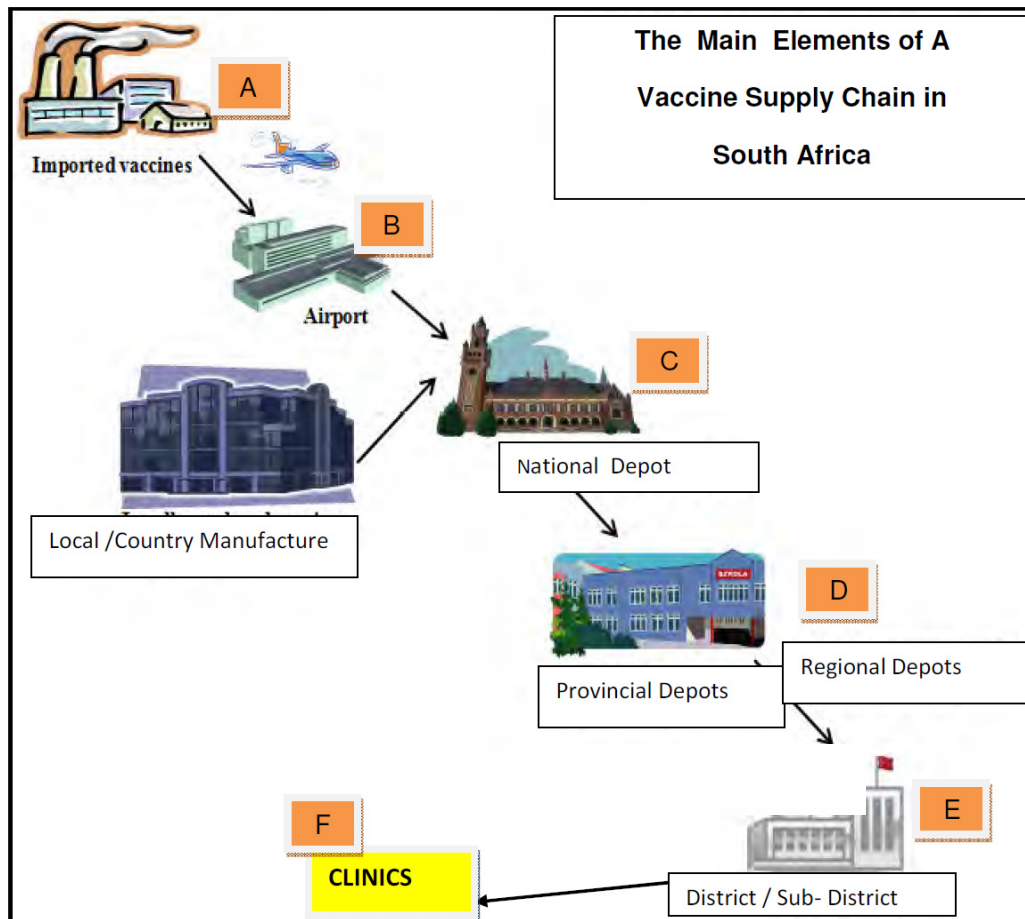 The Main Elements of A
Vaccine Supply Chain in
South Africa
A
Imported vaccines
B
Airport
C
National Depot
Local /Country Manufacture
SZKOLA
D
Regional Depots
Provincial Depots
E
F
CLINICS
District / Sub- District